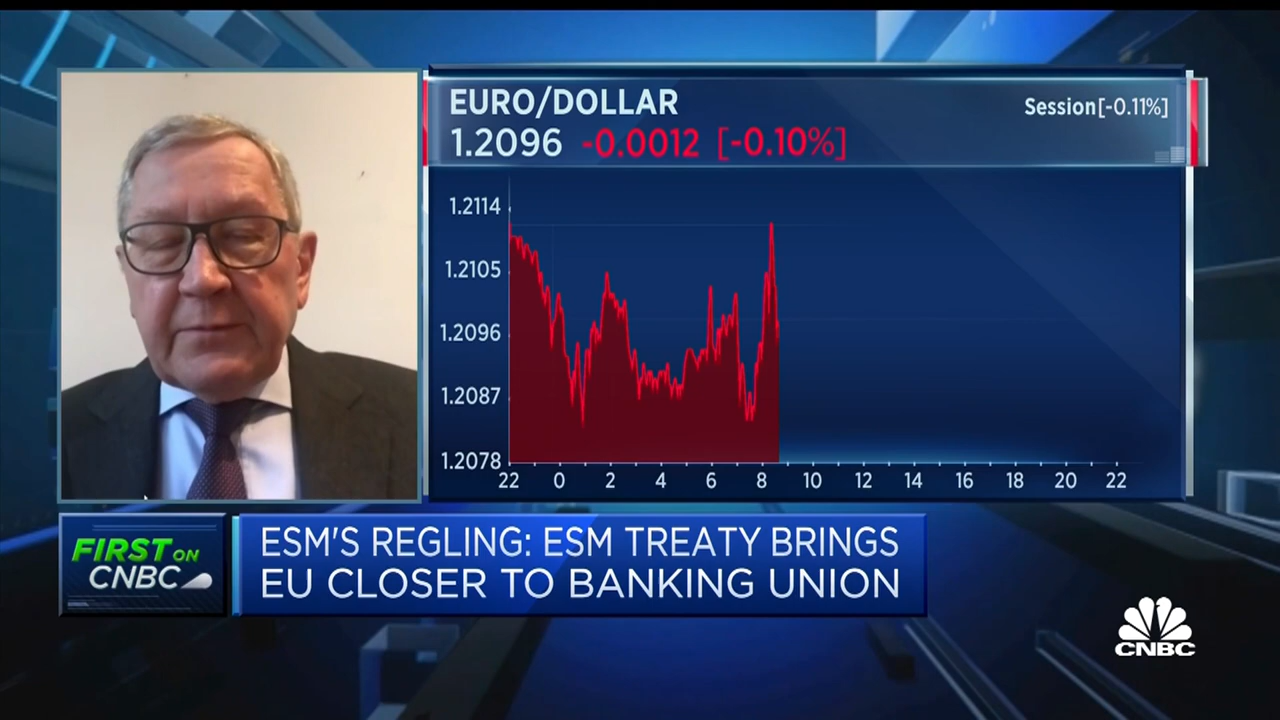 EURO/DOLLAR
Session[-0.11%]
1.2096 -0.0012 [-0.10%]
1.2114
1.2105
1.2096
1.2087
1.2078
22 0 2 4 6 8 10 12 14 16 18 20 22
FIRST ON
CNBC
ESM'S REGLING: ESM TREATY BRINGS
EU CLOSER TO BANKING UNION
CNBC